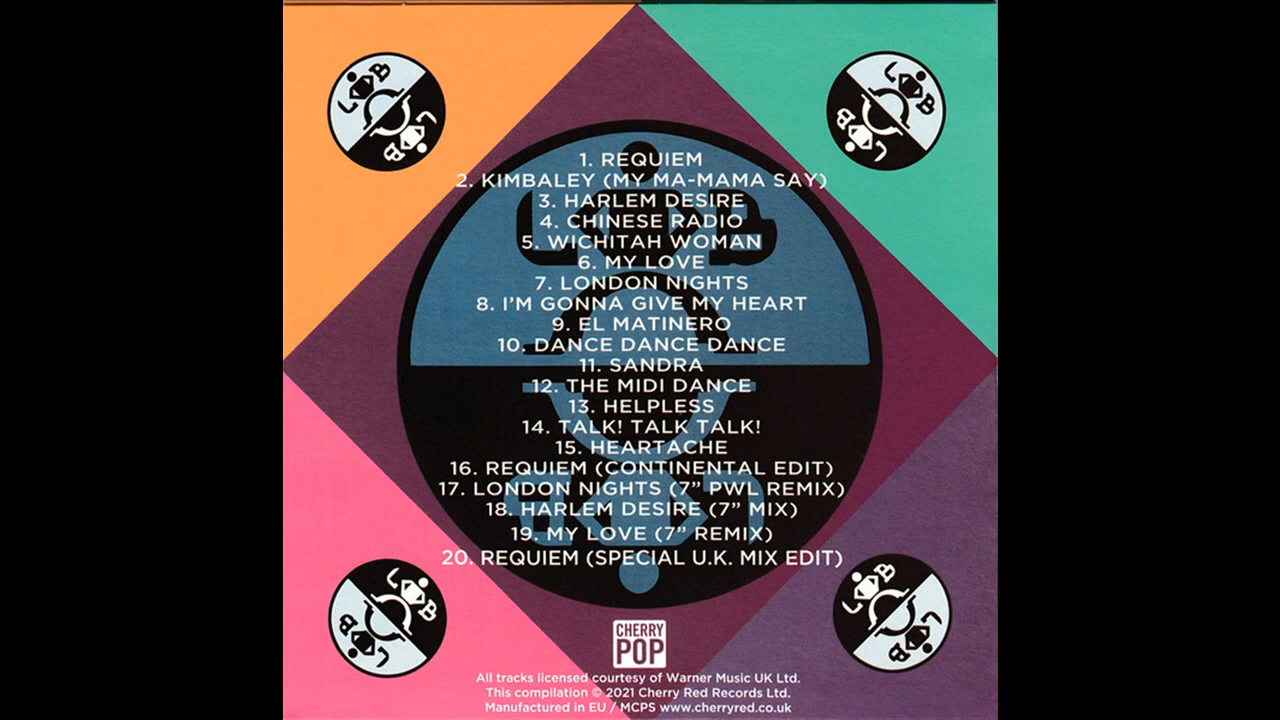 1. REQUIEM
2. KIMBALEY (MY MA-MAMA SAY)
3. HARLEM DESIRE
4. CHINESE RADIO
5. WICHITAH WOMAN
6. MY LOVE
7. LONDON NIGHTS
8. I'M GONNA GIVE MY HEART
9. EL MATINERO
10. DANCE DANCE DANCE
11. SANDRA
12. THE MIDI DANCE
13. HELPLESS
14. TALK! TALK TALK!
15. HEARTACHE
16. REQUIEM (CONTINENTAL EDIT)
17. LONDON NIGHTS (7” PWL REMIX)
18. HARLEM DESIRE (7” MIX)
19. MY LOVE (7” REMIX)
20. REQUIEM (SPECIAL U.K. MIX EDIT)
CHERRY
POP
All tracks licensed courtesy of Warner Music UK Ltd.
This compilation © 2021 Cherry Red Records Ltd.
Manufactured in EU / MCPS www.cherryred.co.uk